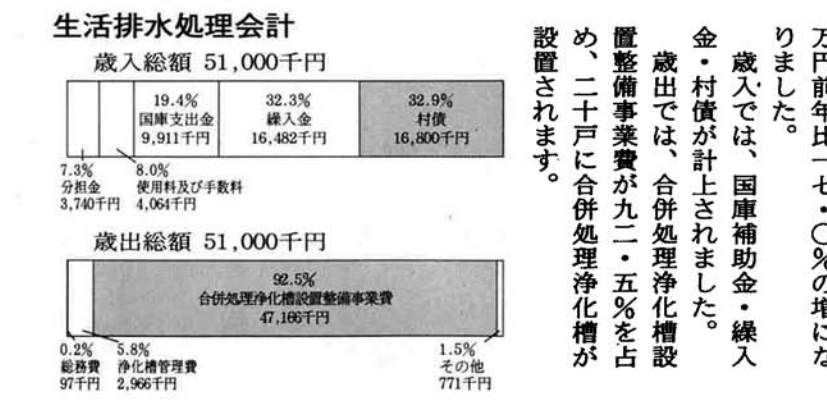 生活排水処理会計
歳入総額 51,000千円
19.4%
国庫支出金
9,911千円
32.3%
繰入金
16,482千円
32.9%
村債
16,800千円
7.3%
分担金
3,740千円
8.0%
使用料及び手数料
4,064千円
歳出総額 51,000千円
92.5%
合併処理浄化槽設置整備事業費
47,166千円
0.2%
総務費
97千円
5.8%
浄化槽管理費
2,966千円
1.5%
その他
771千円
万円前年比一七・〇%の増にな
りました。
歳入では、国庫補助金・繰入
金・村債が計上されました。
歳出では、合併処理浄化槽設
置整備事業費が九二・五%を占
め、二十戸に合併処理浄化槽が
設置されます。